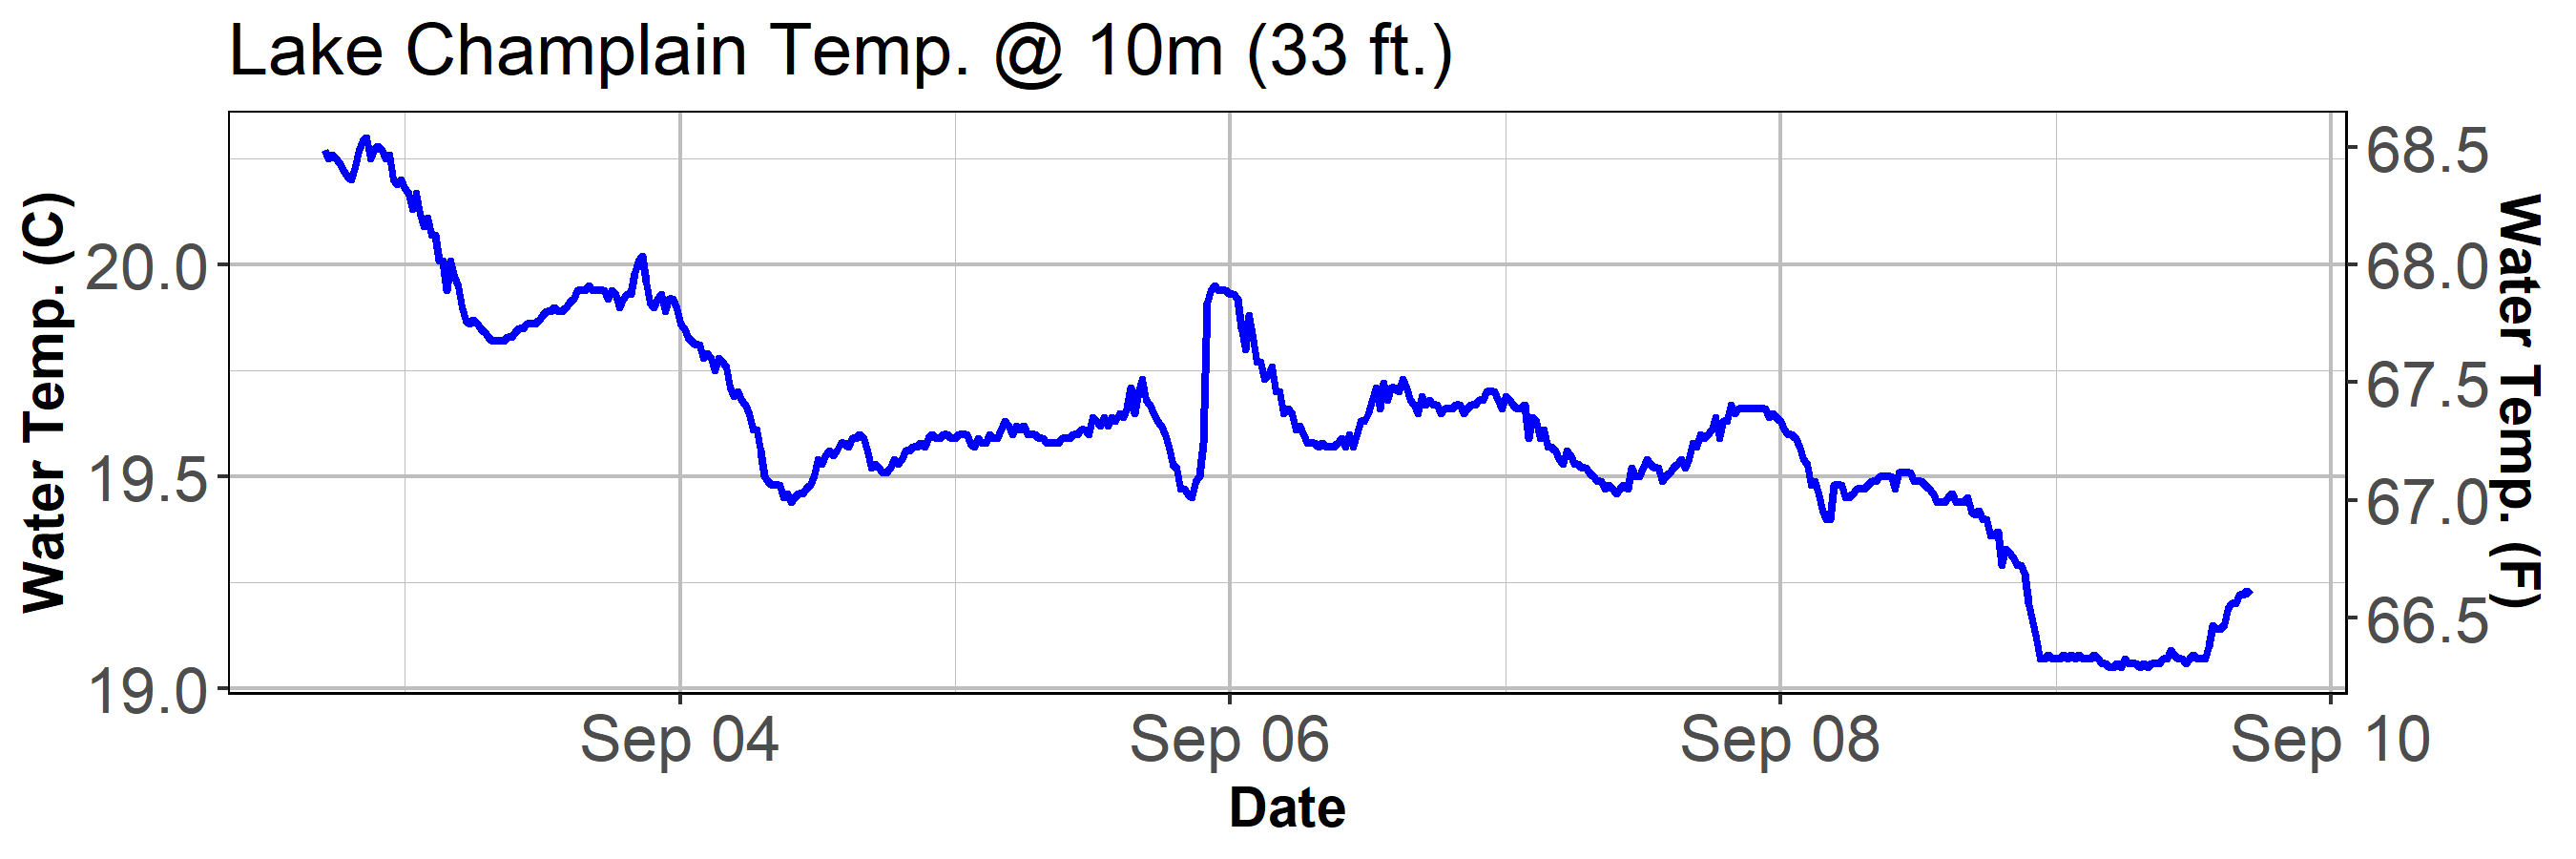 Lake Champlain Temp. @ 10m (33 ft.)
Water Temp. (C)
20.0
19.5
19.0
68.5
68.0
67.5
67.0
66.5
Water Temp. (F)
Sep 04 Sep 06 Sep 08 Sep 10
Date